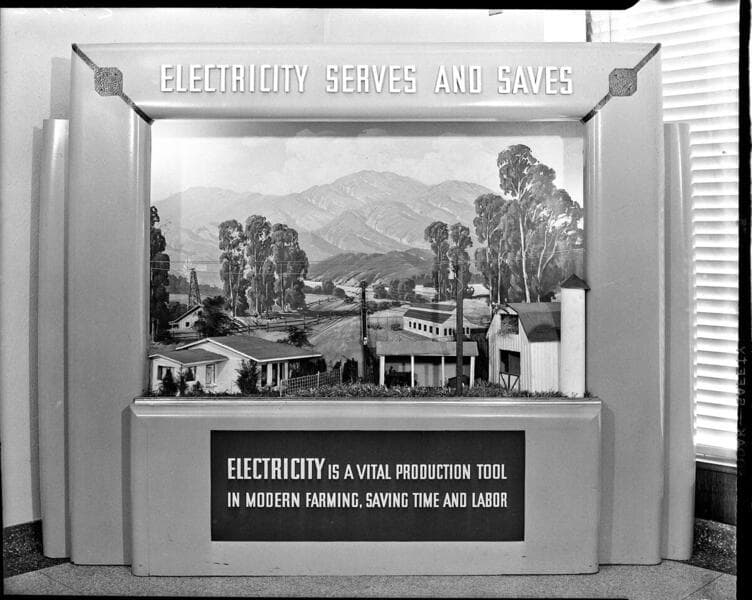 ELECTRICITY SERVES AND SAVES
ELECTRICITY IS A VITAL PRODUCTION TOOL
IN MODERN FARMING, SAVING TIME AND LABOR